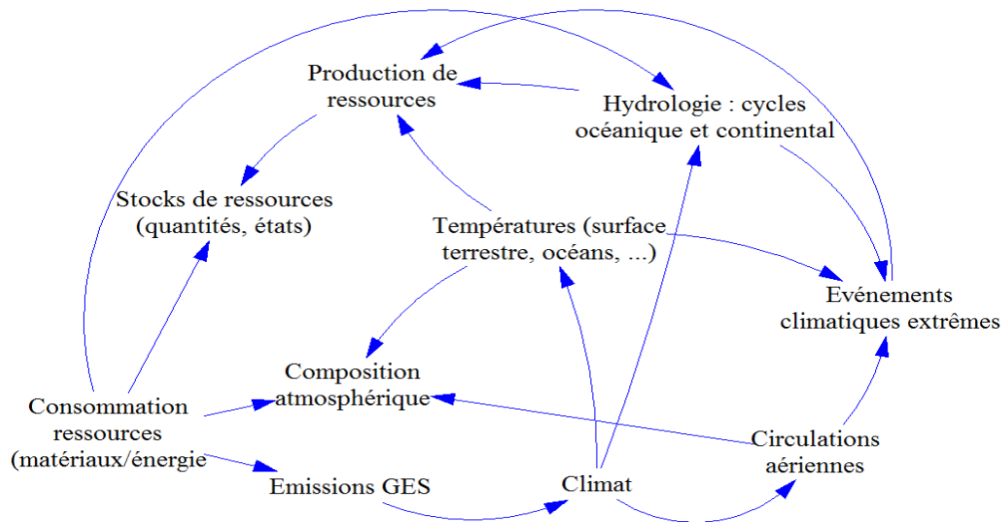 Production de
ressources
Hydrologie : cycles
océanique et continental
Stocks de ressources
(quantités, états)
Températures (surface
terrestre, océans, ...)
Evénements
climatiques extrêmes
Composition
atmosphérique
Consommation
ressources
(matériaux/énergie
Circulations
aériennes
Emissions GES
Climat